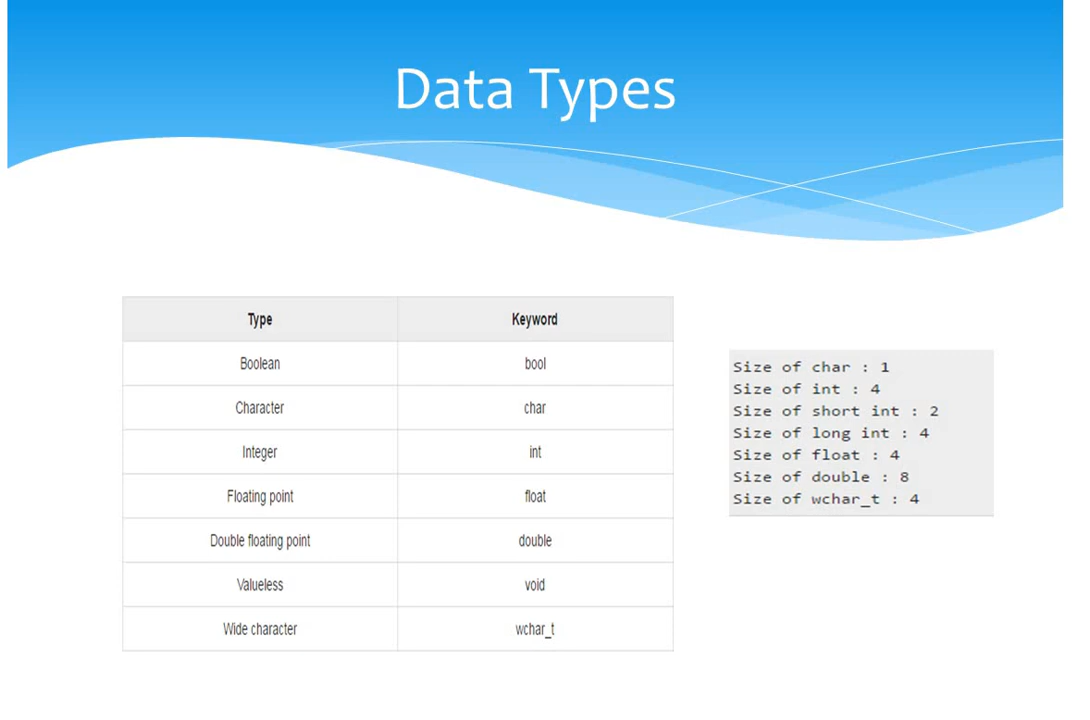 Data Types
Type Keyword
Boolean bool
Character char
Integer int
Floating point float
Double floating point double
Valueless void
Wide character wchar_t
Size of char : 1
Size of int : 4
Size of short int : 2
Size of long int : 4
Size of float : 4
Size of double : 8
Size of wchar_t : 4